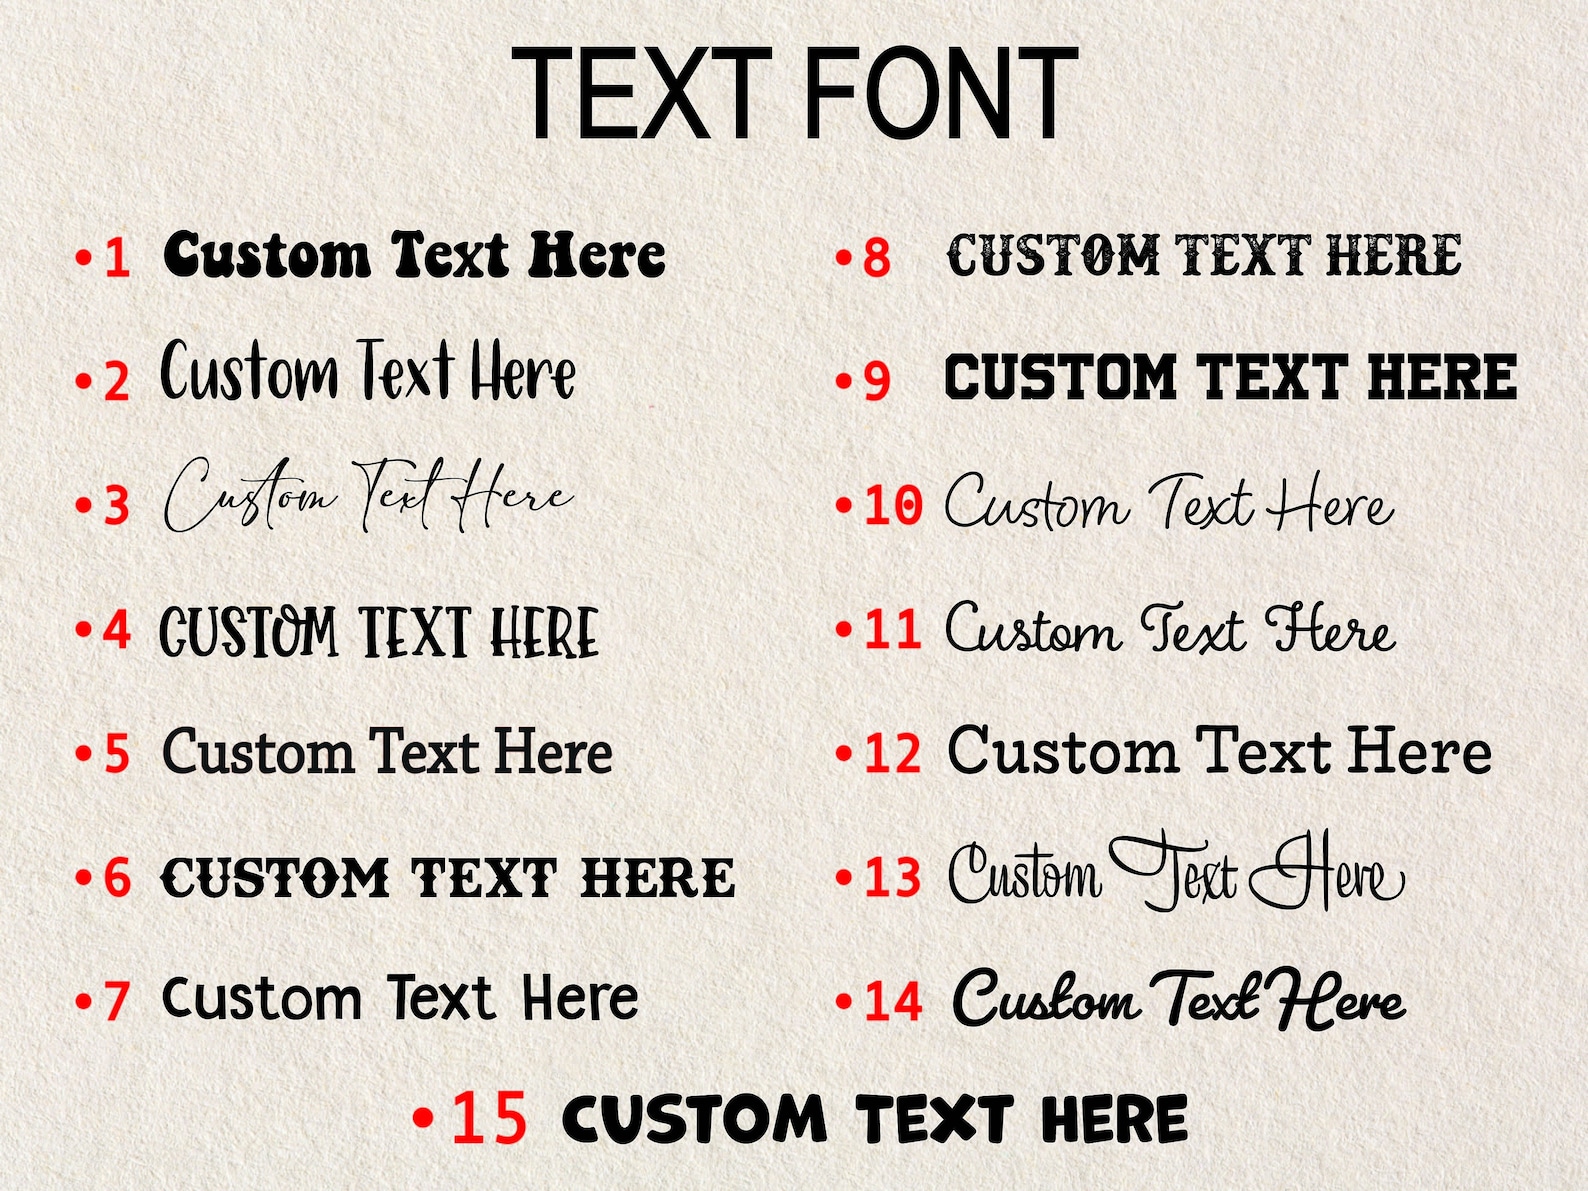 TEXT FONT
•1 Custom Text Here
•2 Custom Text Here
•3 Custom Text Here
•4 CUSTOM TEXT HERE
•5 Custom Text Here
•6 CUSTOM TEXT HERE
•7 Custom Text Here
•8 CUSTOM TEXT HERE
•9 CUSTOM TEXT HERE
•10 Custom Text Here
•11 Custom Text Here
•12 Custom Text Here
•13 Custom Text Here
•14 Custom Text Here
•15 CUSTOM TEXT HERE